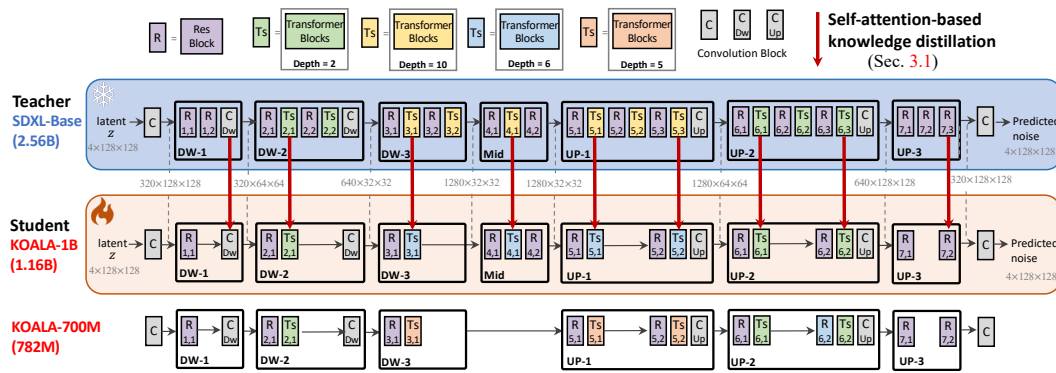 R = Res Block
Ts = Transformer Blocks Depth = 2
Ts = Transformer Blocks Depth = 10
Ts = Transformer Blocks Depth = 6
Ts = Transformer Blocks Depth = 5
C C Dw C Up
Convolution Block
Self-attention-based
knowledge distillation
(Sec. 3.1)
Teacher
SDXL-Base
(2.56B)
latent
z
4×128×128
C
R 1,1 R 1,2 C Dw
DW-1
R 2,1 Ts 2,1 R 2,2 Ts 2,2 C Dw
DW-2
R 3,1 Ts 3,1 R 3,2 Ts 3,2
DW-3
R 4,1 Ts 4,1 R 4,2
Mid
R 5,1 Ts 5,1 R 5,2 Ts 5,2 R 5,3 Ts 5,3 C Up
UP-1
R 6,1 Ts 6,1 R 6,2 Ts 6,2 R 6,3 Ts 6,3 C Up
UP-2
R 7,1 R 7,2 R 7,3
UP-3
C
Predicted
noise
4×128×128
320×128×128
320×64×64
640×32×32
1280×32×32
1280×32×32
1280×64×64
640×128×128
320×128×128
Student
KOALA-1B
(1.16B)
latent
z
4×128×128
C
R 1,1 C Dw
DW-1
R 2,1 Ts 2,1 C Dw
DW-2
R 3,1 Ts 3,1
DW-3
R 4,1 Ts 4,1 R 4,2
Mid
R 5,1 Ts 5,1 R 5,2 Ts 5,2 C Up
UP-1
R 6,1 Ts 6,1 R 6,2 Ts 6,2 C Up
UP-2
R 7,1 R 7,2
UP-3
C
Predicted
noise
4×128×128
KOALA-700M
(782M)
C
R 1,1 C Dw
DW-1
R 2,1 Ts 2,1 C Dw
DW-2
R 3,1 Ts 3,1
DW-3
R 5,1 Ts 5,1 R 5,2 Ts 5,2 C Up
UP-1
R 6,1 Ts 6,1 R 6,2 Ts 6,2 C Up
UP-2
R 7,1 R 7,2
UP-3
C